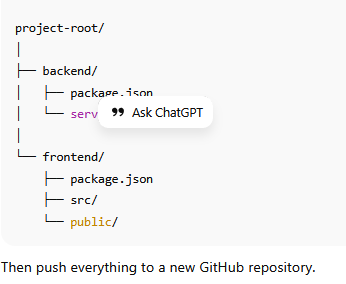 project-root/
│
├── backend/
│   ├── package.json
│   └── serv
│
└── frontend/
    ├── package.json
    ├── src/
    └── public/
Ask ChatGPT
Then push everything to a new GitHub repository.